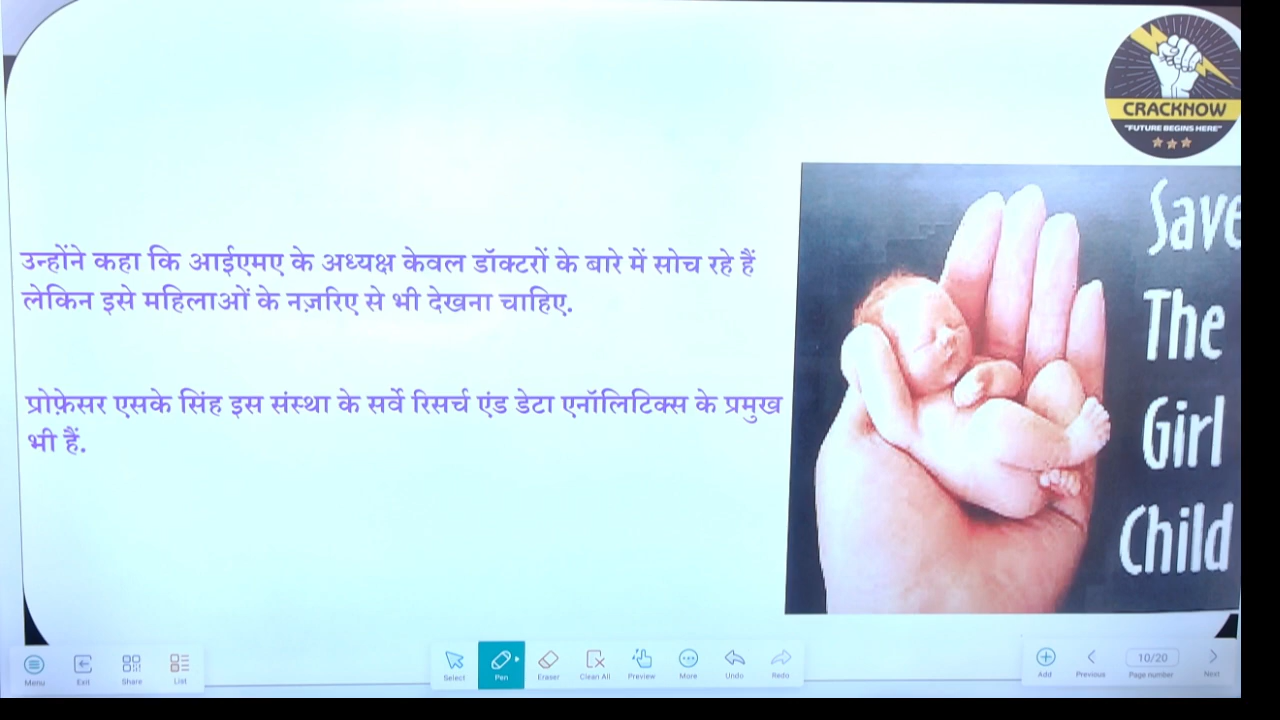 CRACKNOW
"FUTURE BEGINS HERE"
उन्होंने कहा कि आईएमए के अध्यक्ष केवल डॉक्टरों के बारे में सोच रहे हैं
लेकिन इसे महिलाओं के नज़रिए से भी देखना चाहिए.
प्रोफ़ेसर एसके सिंह इस संस्था के सर्वे रिसर्च एंड डेटा एनॉलिटिक्स के प्रमुख
भी हैं.
Save
The
Girl
Child
Menu
Exit
Share
List
Select
Pen
Eraser
Clean All
Preview
More
Undo
Redo
Add
Previous
10/20
Page number
Next